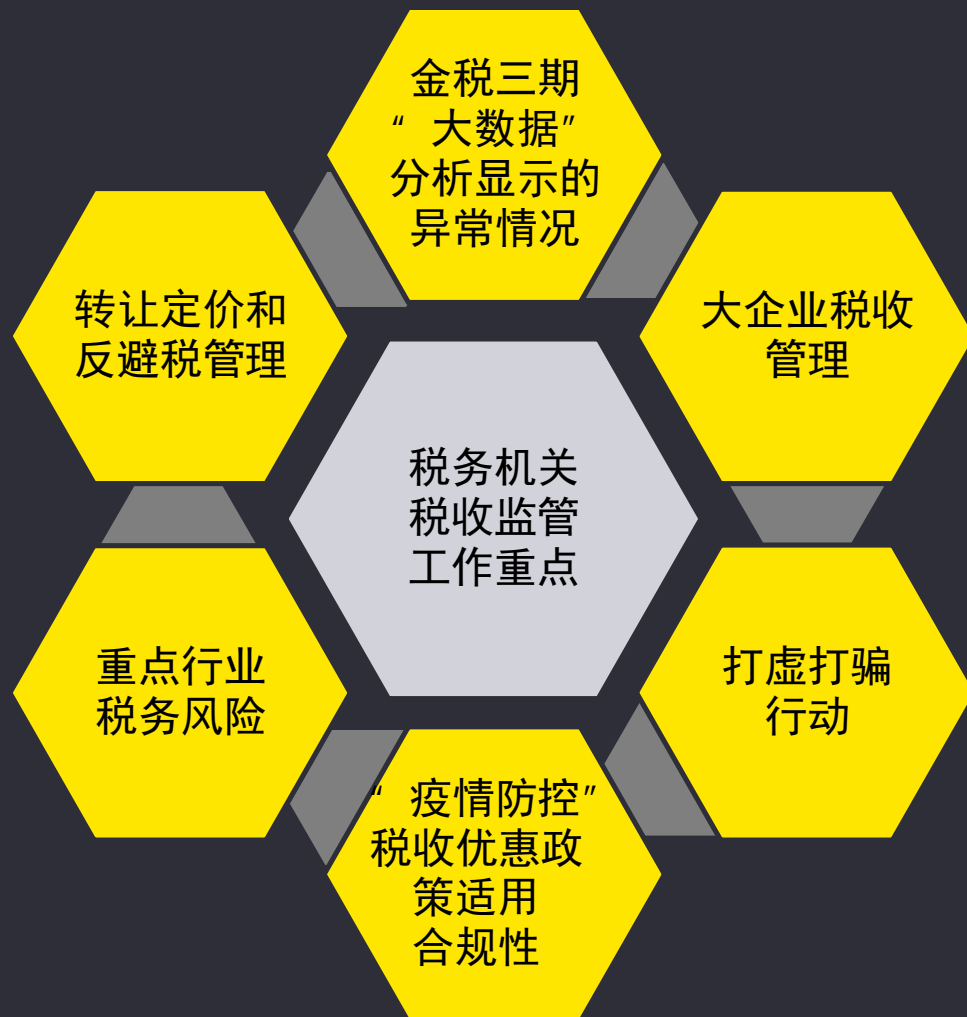 金税三期
“ 大数据”
分析显示的
异常情况
转让定价和
反避税管理
大企业税收
管理
税务机关
税收监管
工作重点
重点行业
税务风险
打虚打骗
行动
“ 疫情防控”
税收优惠政
策适用
合规性